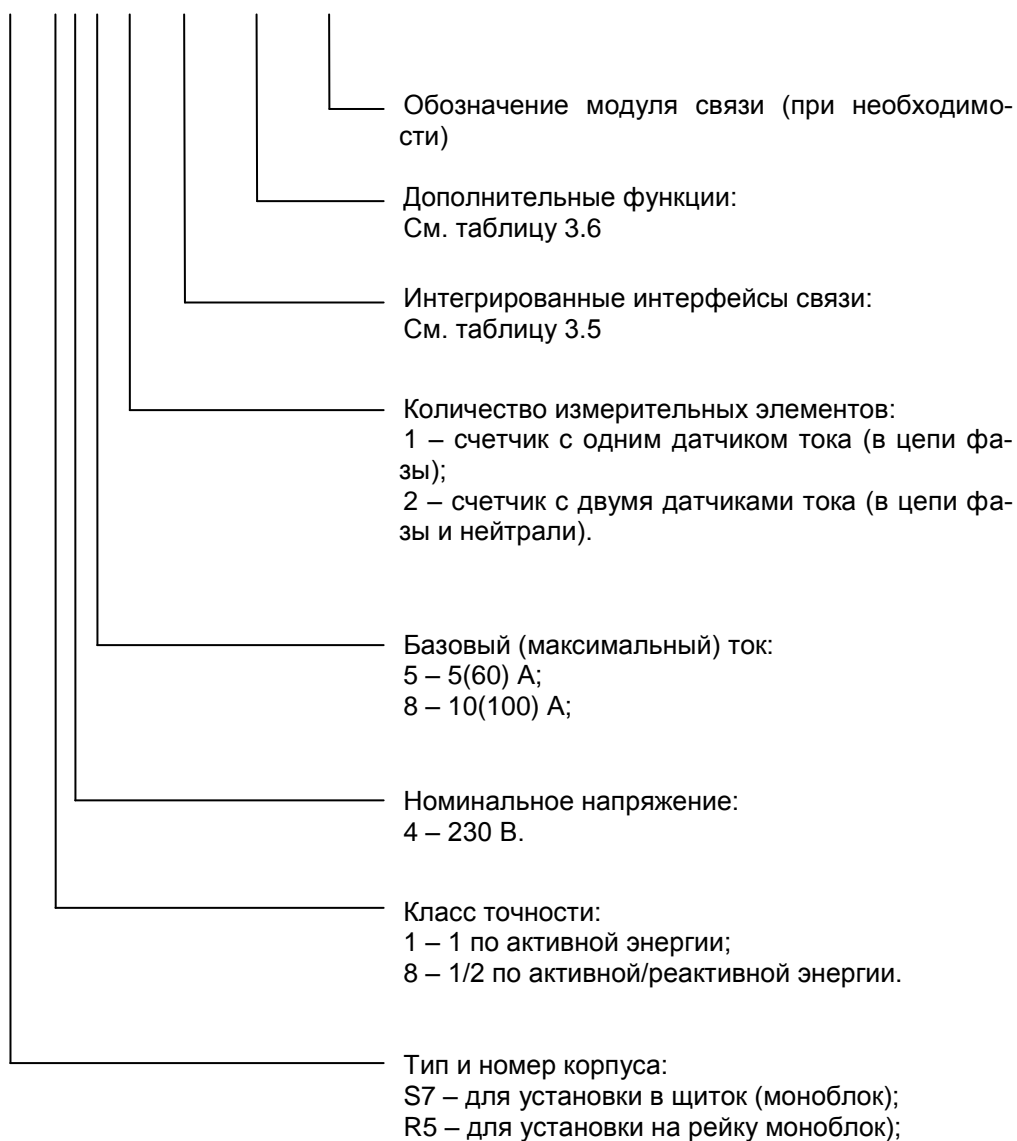 Обозначение модуля связи (при необходимо-
сти)
Дополнительные функции:
См. таблицу 3.6
Интегрированные интерфейсы связи:
См. таблицу 3.5
Количество измерительных элементов:
1 – счетчик с одним датчиком тока (в цепи фа-
зы);
2 – счетчик с двумя датчиками тока (в цепи фа-
зы и нейтрали).
Базовый (максимальный) ток:
5 – 5(60) А;
8 – 10(100) А;
Номинальное напряжение:
4 – 230 В.
Класс точности:
1 – 1 по активной энергии;
8 – 1/2 по активной/реактивной энергии.
Тип и номер корпуса:
S7 – для установки в щиток (моноблок);
R5 – для установки на рейку моноблок);